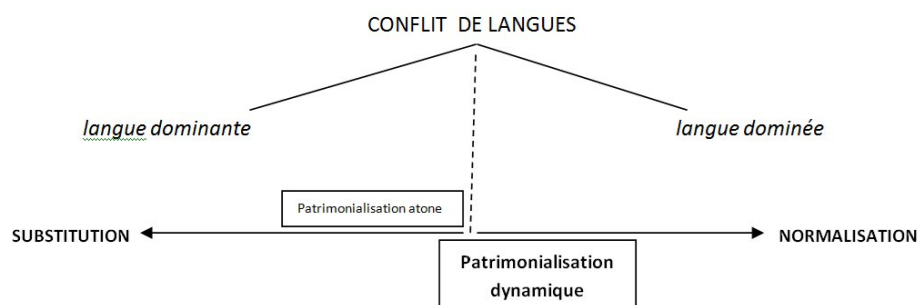 CONFLIT DE LANGUES
langue dominante
langue dominée
Patrimonialisation atone
SUBSTITUTION
NORMALISATION
Patrimonialisation
dynamique